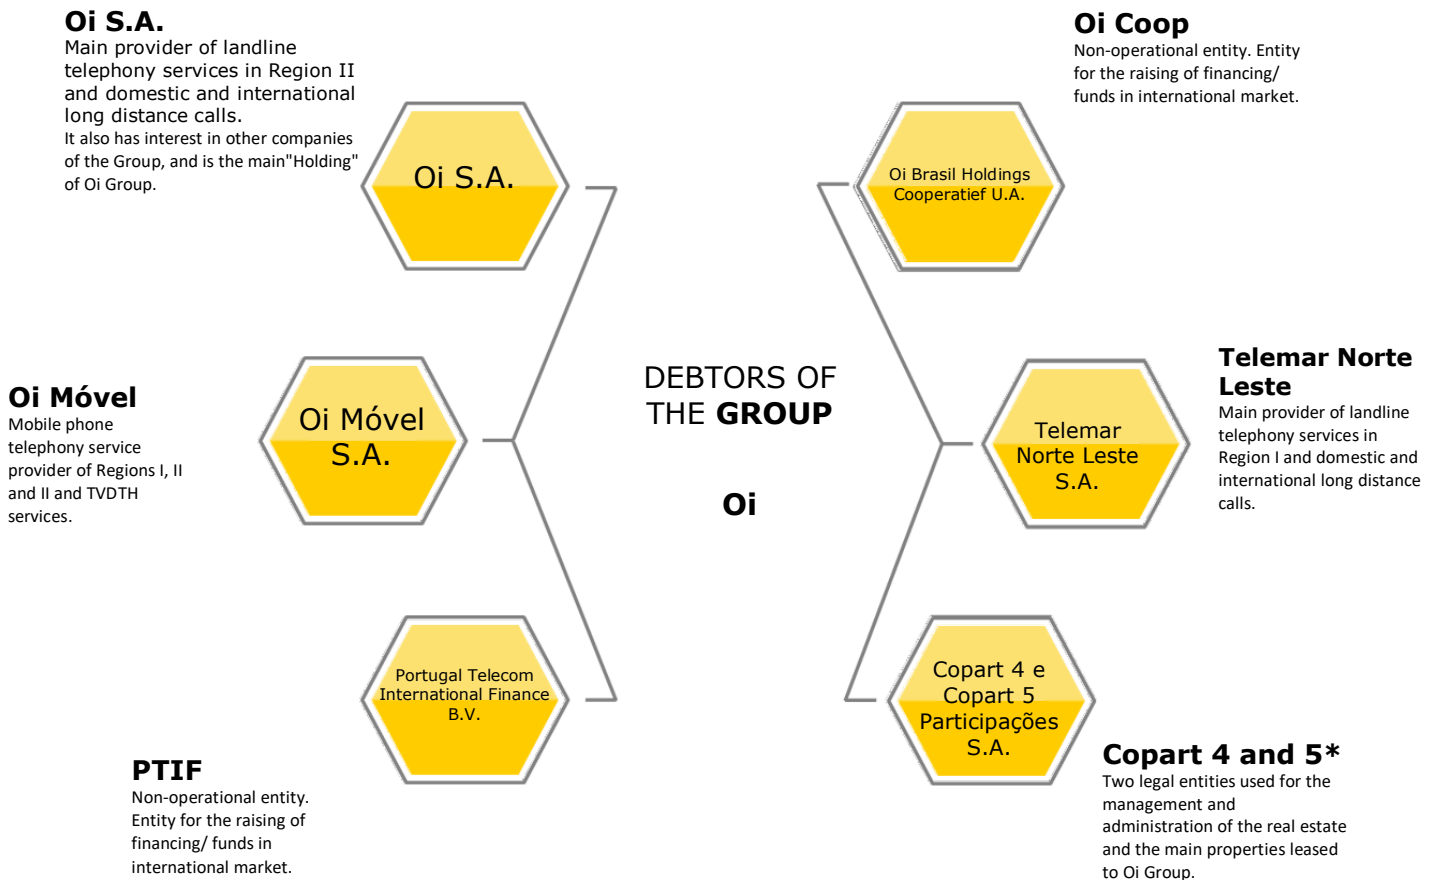 Oi S.A.
Main provider of landline
telephony services in Region II
and domestic and international
long distance calls.
It also has interest in other companies
of the Group, and is the main"Holding"
of Oi Group.
Oi S.A.
Oi Coop
Non-operational entity. Entity
for the raising of financing/
funds in international market.
Oi Brasil Holdings
Cooperatief U.A.
Oi Móvel
Mobile phone
telephony service
provider of Regions I, II
and II and TVDTH
services.
Oi Móvel
S.A.
DEBTORS OF
THE GROUP
Oi
Telemar
Norte Leste
S.A.
Telemar Norte
Leste
Main provider of landline
telephony services in
Region I and domestic and
international long distance
calls.
Portugal Telecom
International Finance
B.V.
PTIF
Non-operational entity.
Entity for the raising of
financing/ funds in
international market.
Copart 4 e
Copart 5
Participações
S.A.
Copart 4 and 5*
Two legal entities used for the
management and
administration of the real estate
and the main properties leased
to Oi Group.